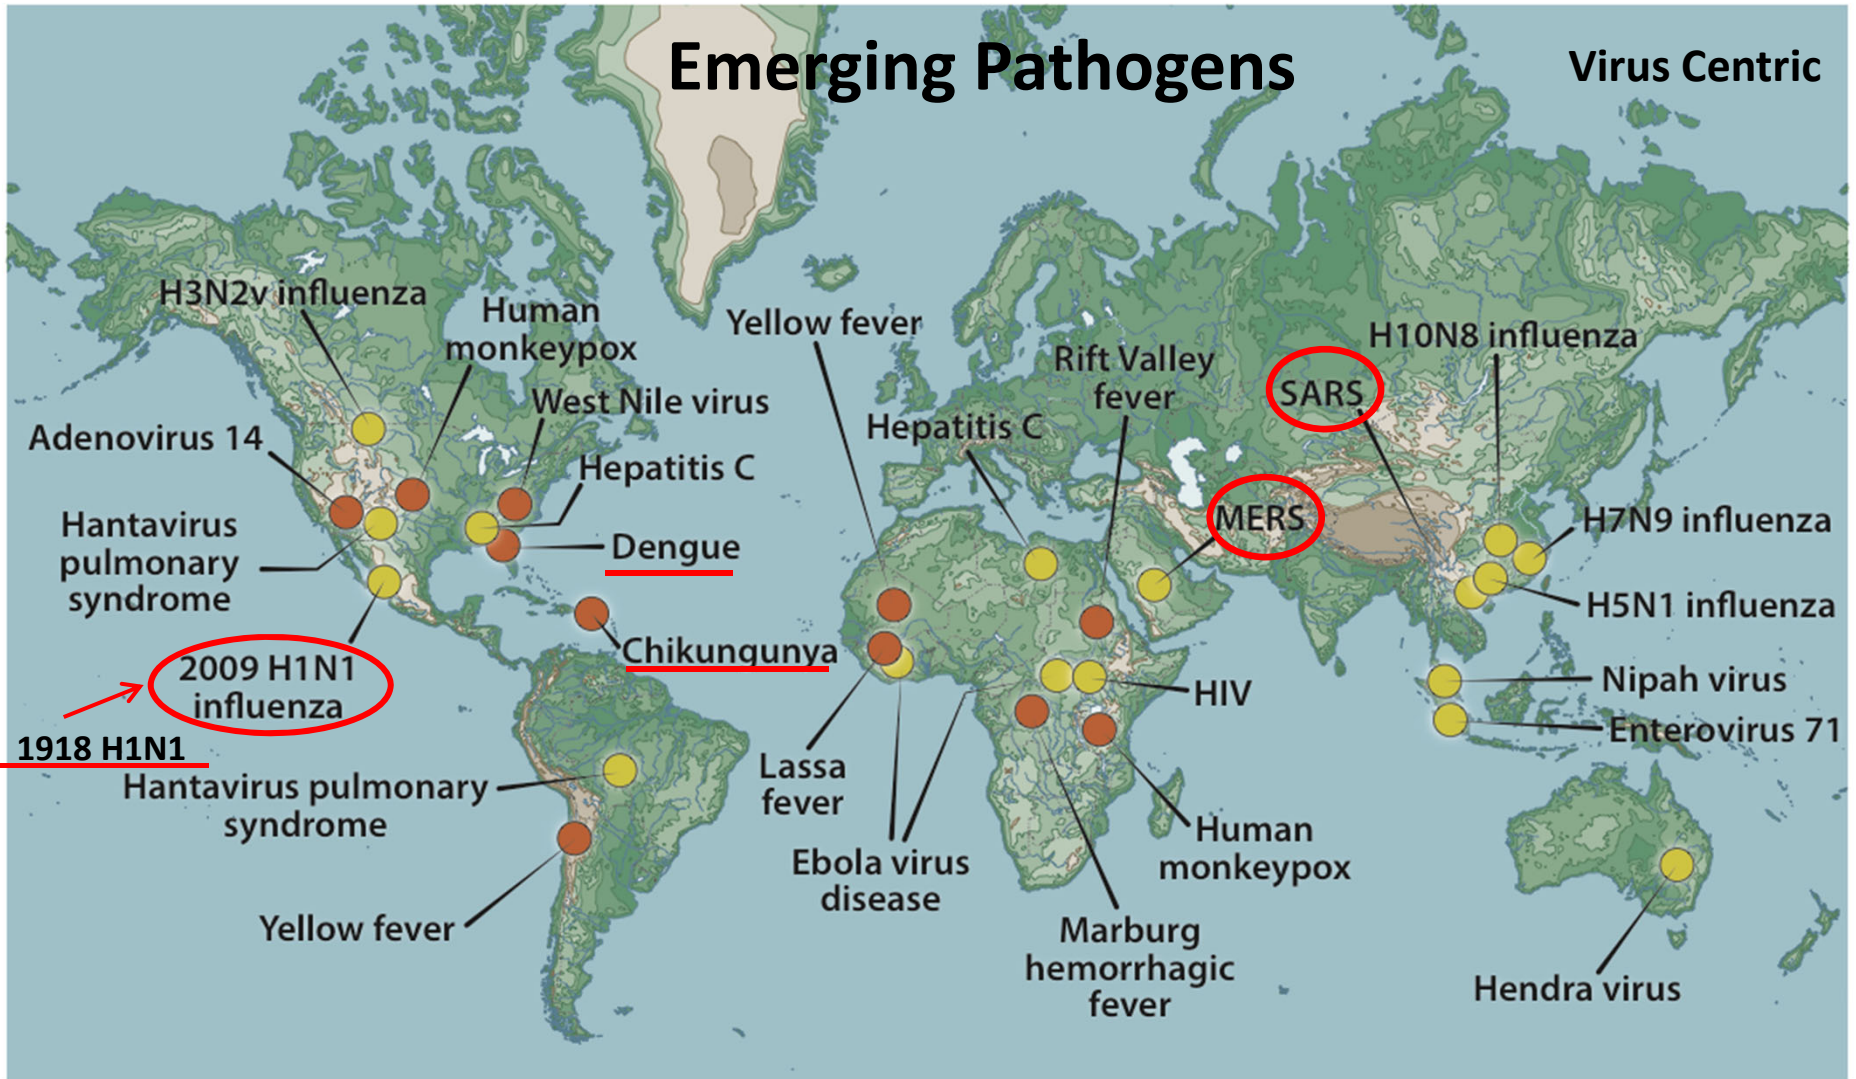 Emerging Pathogens
Virus Centric
H3N2v influenza
Human
monkeypox
Yellow fever
Rift Valley
fever
H10N8 influenza
SARS
West Nile virus
Hepatitis C
Adenovirus 14
Hepatitis C
Hantavirus
pulmonary
syndrome
Dengue
MERS
H7N9 influenza
H5N1 influenza
2009 H1N1
influenza
Chikungunya
HIV
Nipah virus
Enterovirus 71
1918 H1N1
Hantavirus pulmonary
syndrome
Lassa
fever
Ebola virus
disease
Human
monkeypox
Yellow fever
Marburg
hemorrhagic
fever
Hendra virus